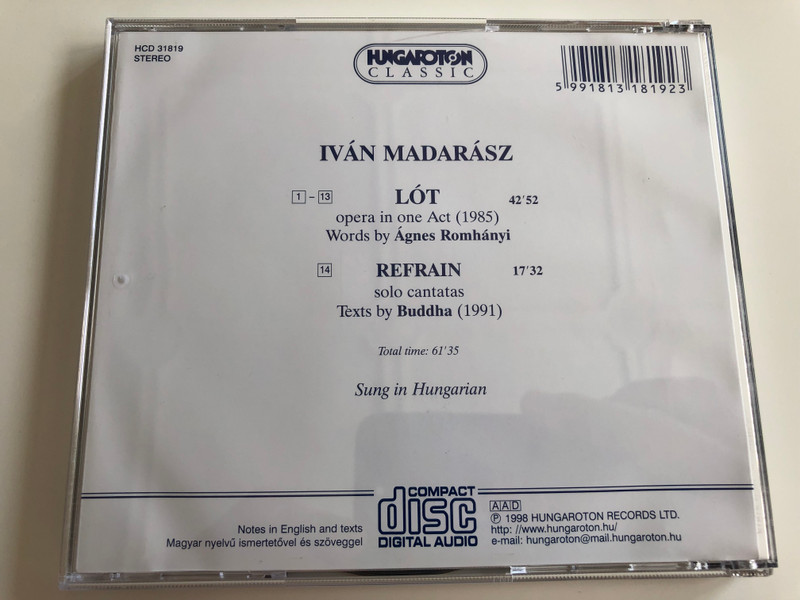 HCD 31819
STEREO
HUNGAROTON
CLASSIC
5 991813 181923
IVÁN MADARÁSZ
1 – 13 LÓT 42'52
opera in one Act (1985)
Words by Ágnes Romhányi
14 REFRAIN 17'32
solo cantatas
Texts by Buddha (1991)
Total time: 61'35
Sung in Hungarian
Notes in English and texts
Magyar nyelvű ismertetővel és szöveggel
COMPACT
disc
DIGITAL AUDIO
AAD
℗ 1998 HUNGAROTON RECORDS LTD.
http: //www.hungaroton.hu/
e-mail: hungaroton@mail.hungaroton.hu